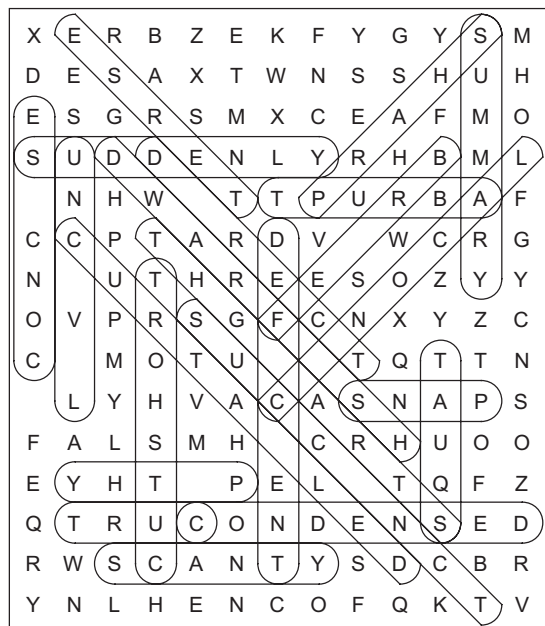 X E R B Z E K F Y G Y S M
D E S A X T W N S S H U H
E S G R S M X C E A F M O
S U D D E N L Y R H B M L
N H W T T P U R B A F
C C P T A R D V W C R G
N U T H R E E S O Z Y Y
O V P R S G F C N X Y Z C
C M O T U T Q T T N
L Y H V A C A S N A P S
F A L S M H C R H U O O
E Y H T P E L T Q F Z
Q T R U C O N D E N S E D
R W S C A N T Y S D C B R
Y N L H E N C O F Q K T V